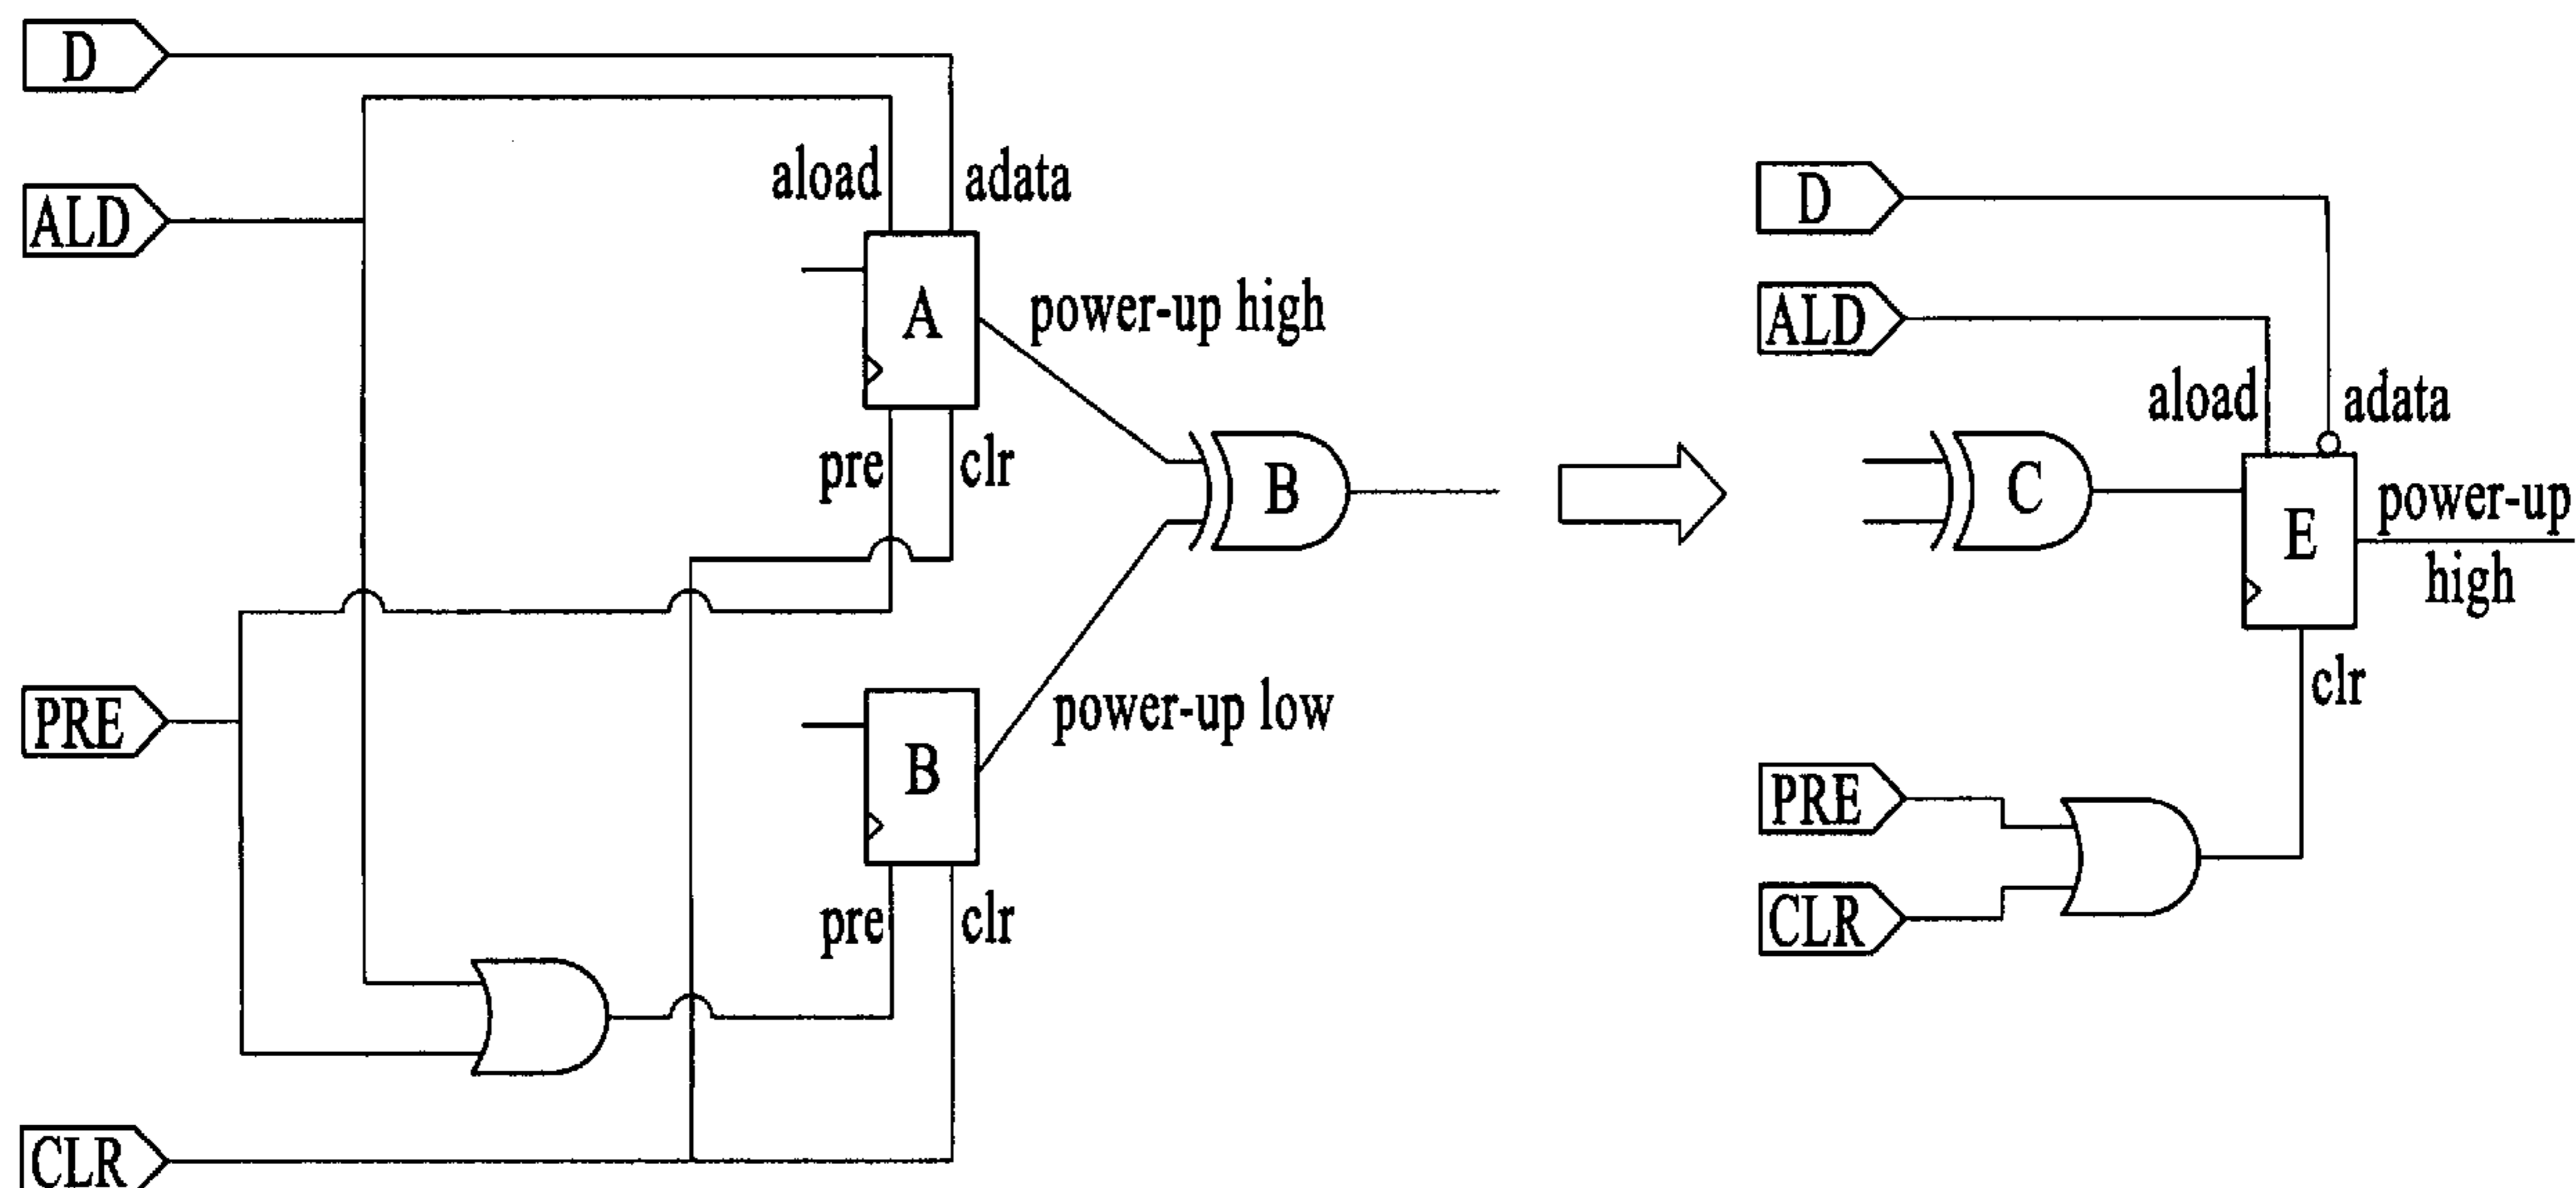 D
ALD
aload
adata
A
power-up high
pre
clr
B
PRE
B
power-up low
pre
clr
CLR
D
ALD
aload
adata
C
E
power-up
high
clr
PRE
CLR